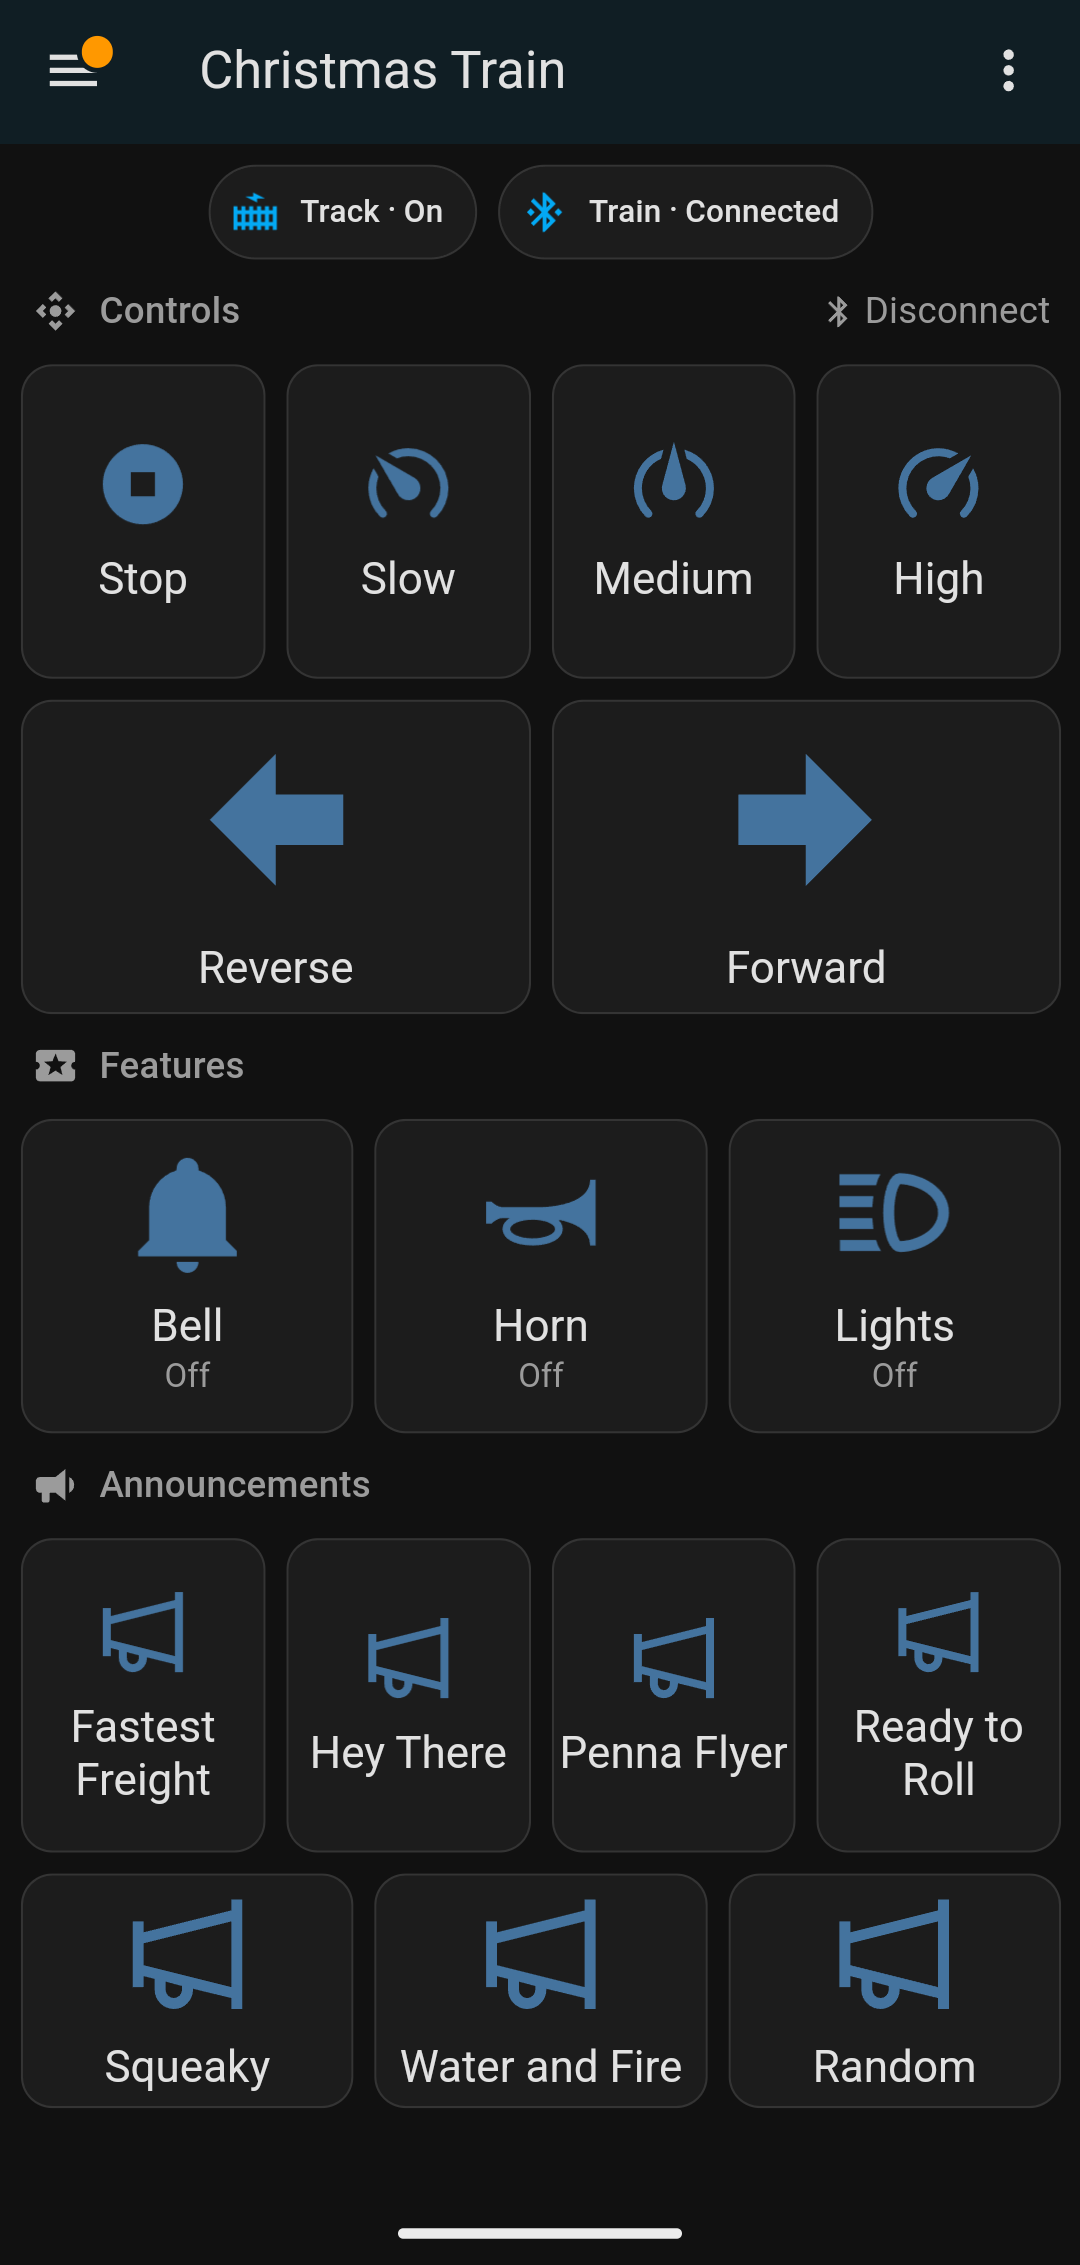 Christmas Train
Track · On
Train · Connected
Controls
Disconnect
Stop
Slow
Medium
High
Reverse
Forward
Features
Bell
Off
Horn
Off
Lights
Off
Announcements
Fastest
Freight
Hey There
Penna Flyer
Ready to
Roll
Squeaky
Water and Fire
Random